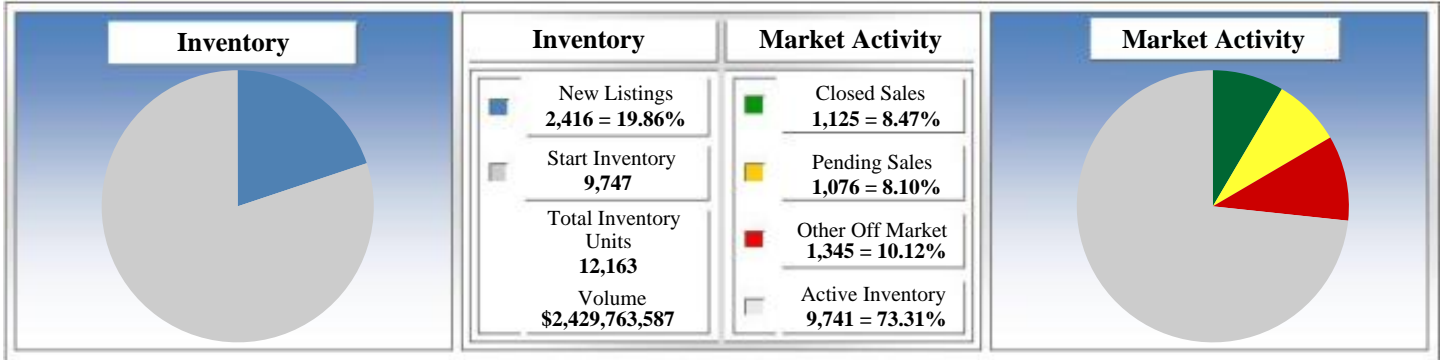 Inventory
Inventory
Market Activity
Market Activity
New Listings
2,416 = 19.86%
Start Inventory
9,747
Total Inventory
Units
12,163
Volume
$2,429,763,587
Closed Sales
1,125 = 8.47%
Pending Sales
1,076 = 8.10%
Other Off Market
1,345 = 10.12%
Active Inventory
9,741 = 73.31%